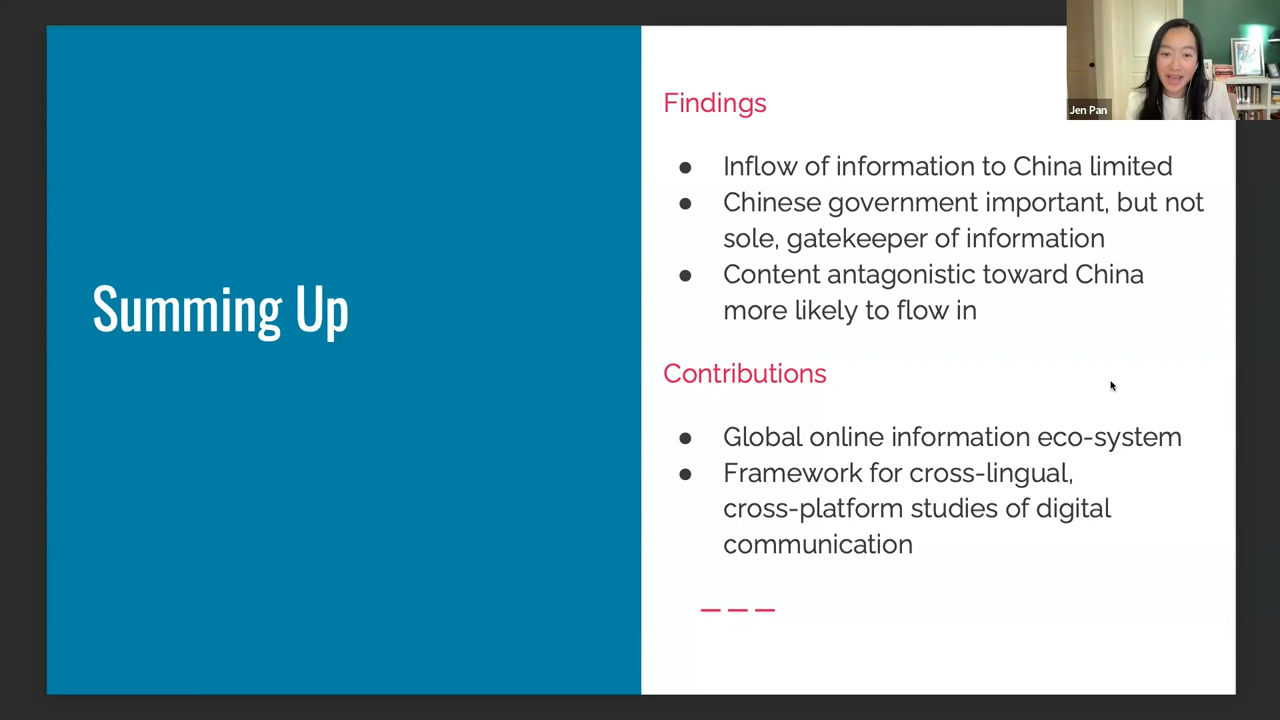 Summing Up
Findings
● Inflow of information to China limited
● Chinese government important, but not
sole, gatekeeper of information
● Content antagonistic toward China
more likely to flow in
Contributions
● Global online information eco-system
● Framework for cross-lingual,
cross-platform studies of digital
communication
Jen Pan